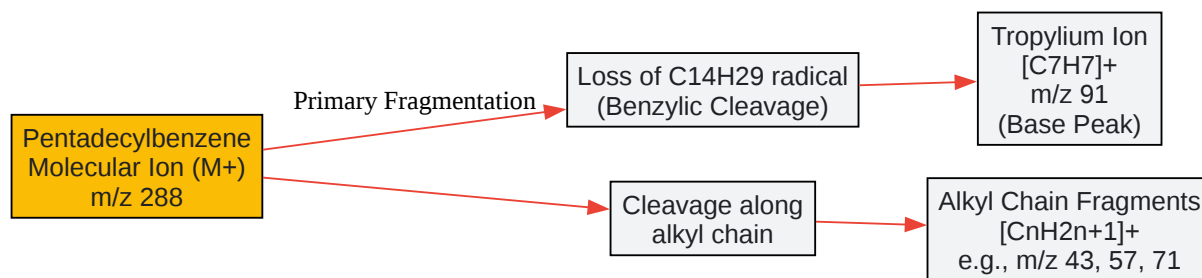 Pentadecylbenzene
Molecular Ion (M+)
m/z 288
Primary Fragmentation
Loss of C14H29 radical
(Benzylic Cleavage)
Tropylium Ion
[C7H7]+
m/z 91
(Base Peak)
Cleavage along
alkyl chain
Alkyl Chain Fragments
[CnH2n+1]+
e.g., m/z 43, 57, 71